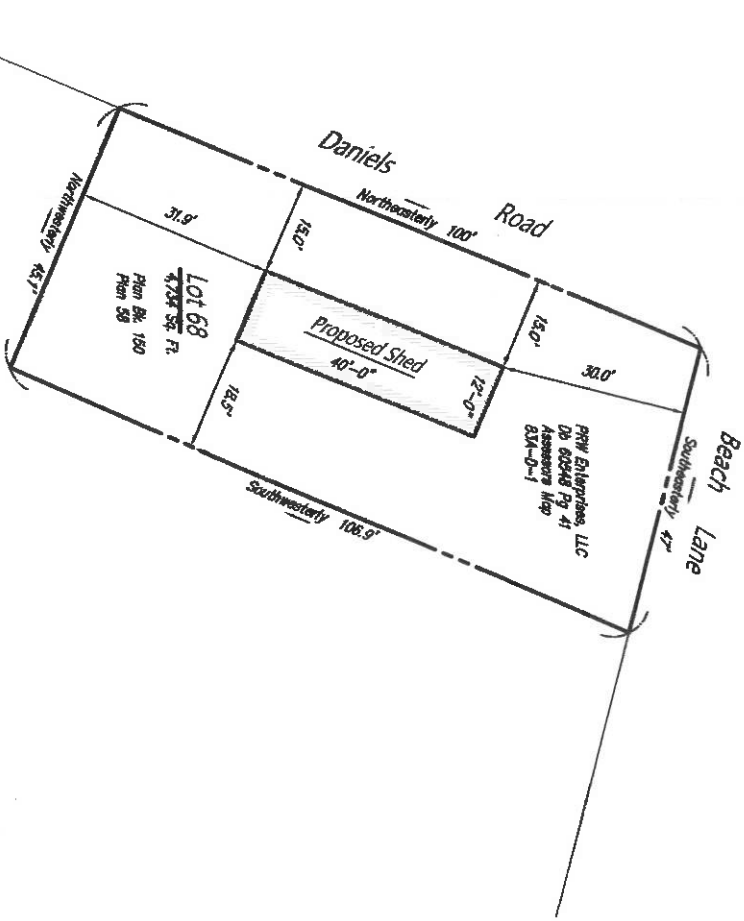 Daniels Road
Northeasterly 100'
Beach Lane
Southeasterly 47'
Northwesterly 45.1'
Southwesterly 106.9'
31.9'
15.0'
15.0'
30.0'
18.5'
Proposed Shed
40'-0"
12'-0"
Lot 68
4,734 Sq. Ft.
Plan Bk. 150
Plan 58
PRW Enterprises, LLC
Db 60548 Pg 41
Assessors Map
83A-D-1